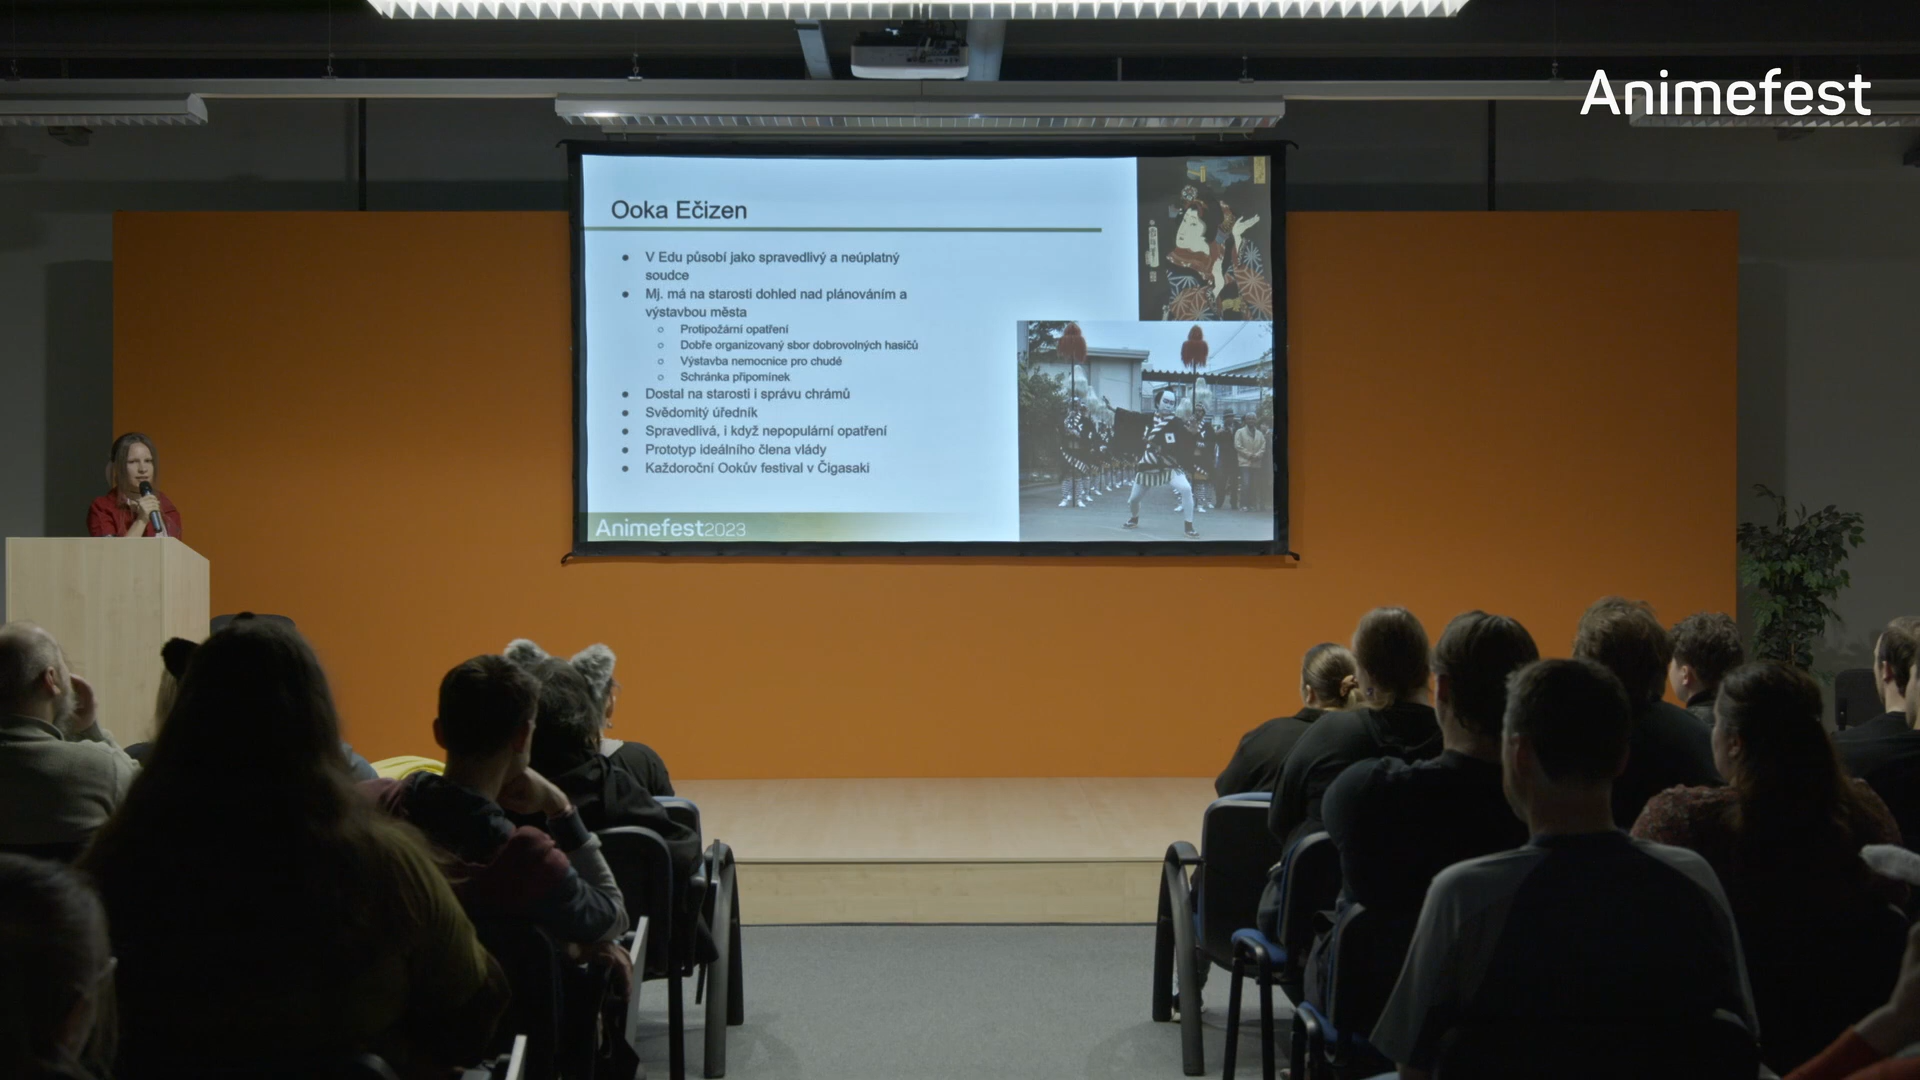 Animefest
Ooka Ečizen
● V Edu působí jako spravedlivý a neúplatný
soudce
● Mj. má na starosti dohled nad plánováním a
výstavbou města
○ Protipožární opatření
○ Dobře organizovaný sbor dobrovolných hasičů
○ Výstavba nemocnice pro chudé
○ Schránka připomínek
● Dostal na starosti i správu chrámů
● Svědomitý úředník
● Spravedlivá, i když nepopulární opatření
● Prototyp ideálního člena vlády
● Každoroční Ookův festival v Čigasaki
Animefest2023